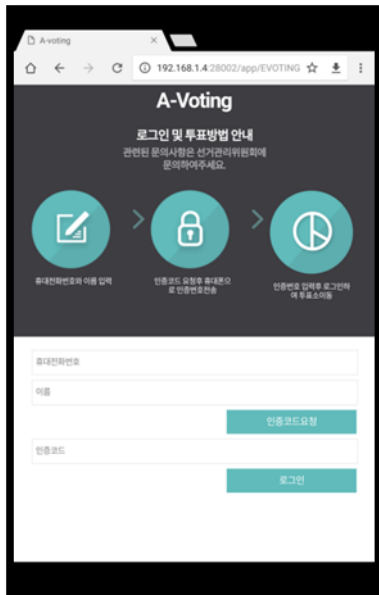 A-voting
192.168.1.4:28002/app/EVOTING
A-Voting
로그인 및 투표방법 안내
관련된 문의사항은 선거관리위원회에
문의하여주세요.
휴대전화번호와 이름 입력
인증코드 요청후 휴대폰으
로 인증번호전송
인증번호 입력후 로그인하
여 투표소이동
휴대전화번호
이름
인증코드요청
인증코드
로그인